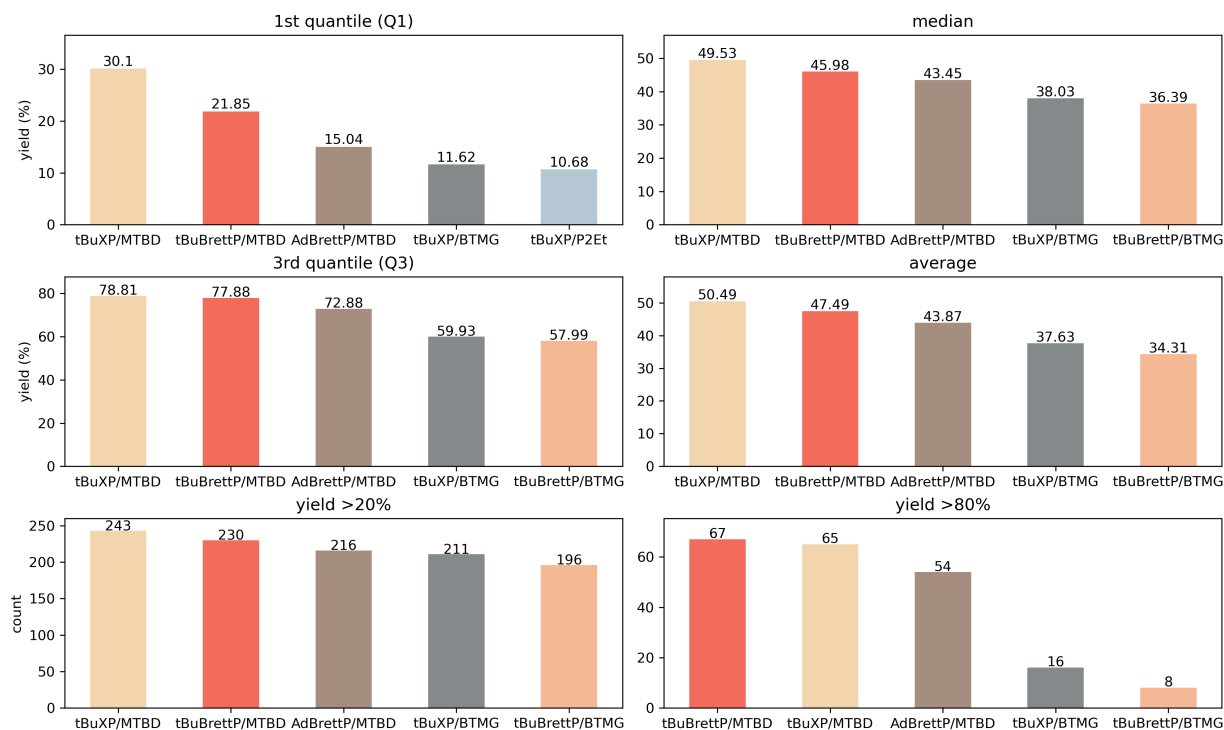 1st quantile (Q1)
yield (%)
0
10
20
30
30.1
21.85
15.04
11.62
10.68
tBuXP/MTBD
tBuBrettP/MTBD
AdBrettP/MTBD
tBuXP/BTMG
tBuXP/P2Et
median
0
10
20
30
40
50
49.53
45.98
43.45
38.03
36.39
tBuXP/MTBD
tBuBrettP/MTBD
AdBrettP/MTBD
tBuXP/BTMG
tBuBrettP/BTMG
3rd quantile (Q3)
yield (%)
0
20
40
60
80
78.81
77.88
72.88
59.93
57.99
tBuXP/MTBD
tBuBrettP/MTBD
AdBrettP/MTBD
tBuXP/BTMG
tBuBrettP/BTMG
average
0
10
20
30
40
50
50.49
47.49
43.87
37.63
34.31
tBuXP/MTBD
tBuBrettP/MTBD
AdBrettP/MTBD
tBuXP/BTMG
tBuBrettP/BTMG
yield >20%
count
0
50
100
150
200
250
243
230
216
211
196
tBuXP/MTBD
tBuBrettP/MTBD
AdBrettP/MTBD
tBuXP/BTMG
tBuBrettP/BTMG
yield >80%
0
20
40
60
67
65
54
16
8
tBuBrettP/MTBD
tBuXP/MTBD
AdBrettP/MTBD
tBuXP/BTMG
tBuBrettP/BTMG